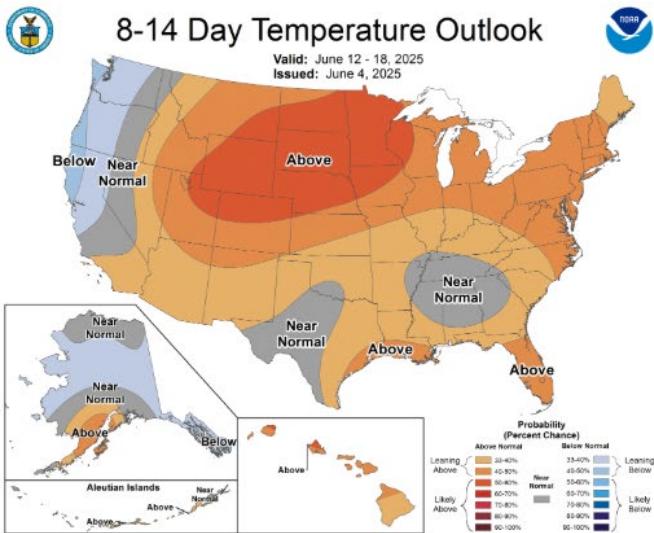 8-14 Day Temperature Outlook
Valid: June 12 - 18, 2025
Issued: June 4, 2025
NOAA
Below
Near
Normal
Above
Near
Normal
Near
Normal
Above
Above
Near
Normal
Near
Normal
Above
Below
Aleutian Islands
Near
Normal
Above
Above
Above
Probability
(Percent Chance)
Above Normal
Below Normal
Leaning
Above
33-40%
40-50%
Likely
Above
50-60%
60-70%
70-80%
80-90%
90-100%
Near
Normal
33-40%
40-50%
Leaning
Below
50-60%
60-70%
70-80%
80-90%
90-100%
Likely
Below